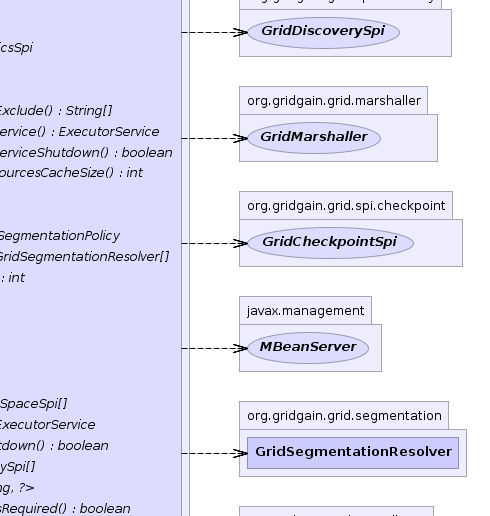 GridDiscoverySpi
csSpi
org.gridgain.grid.marshaller
Exclude() : String[]
ervice() : ExecutorService
GridMarshaller
erviceShutdown() : boolean
ourcesCacheSize() : int
org.gridgain.grid.spi.checkpoint
SegmentationPolicy
GridCheckpointSpi
GridSegmentationResolver[]
: int
javax.management
MBeanServer
SpaceSpi[]
org.gridgain.grid.segmentation
ExecutorService
tdown() : boolean
GridSegmentationResolver
ySpi[]
ng, ?>
sRequired() : boolean